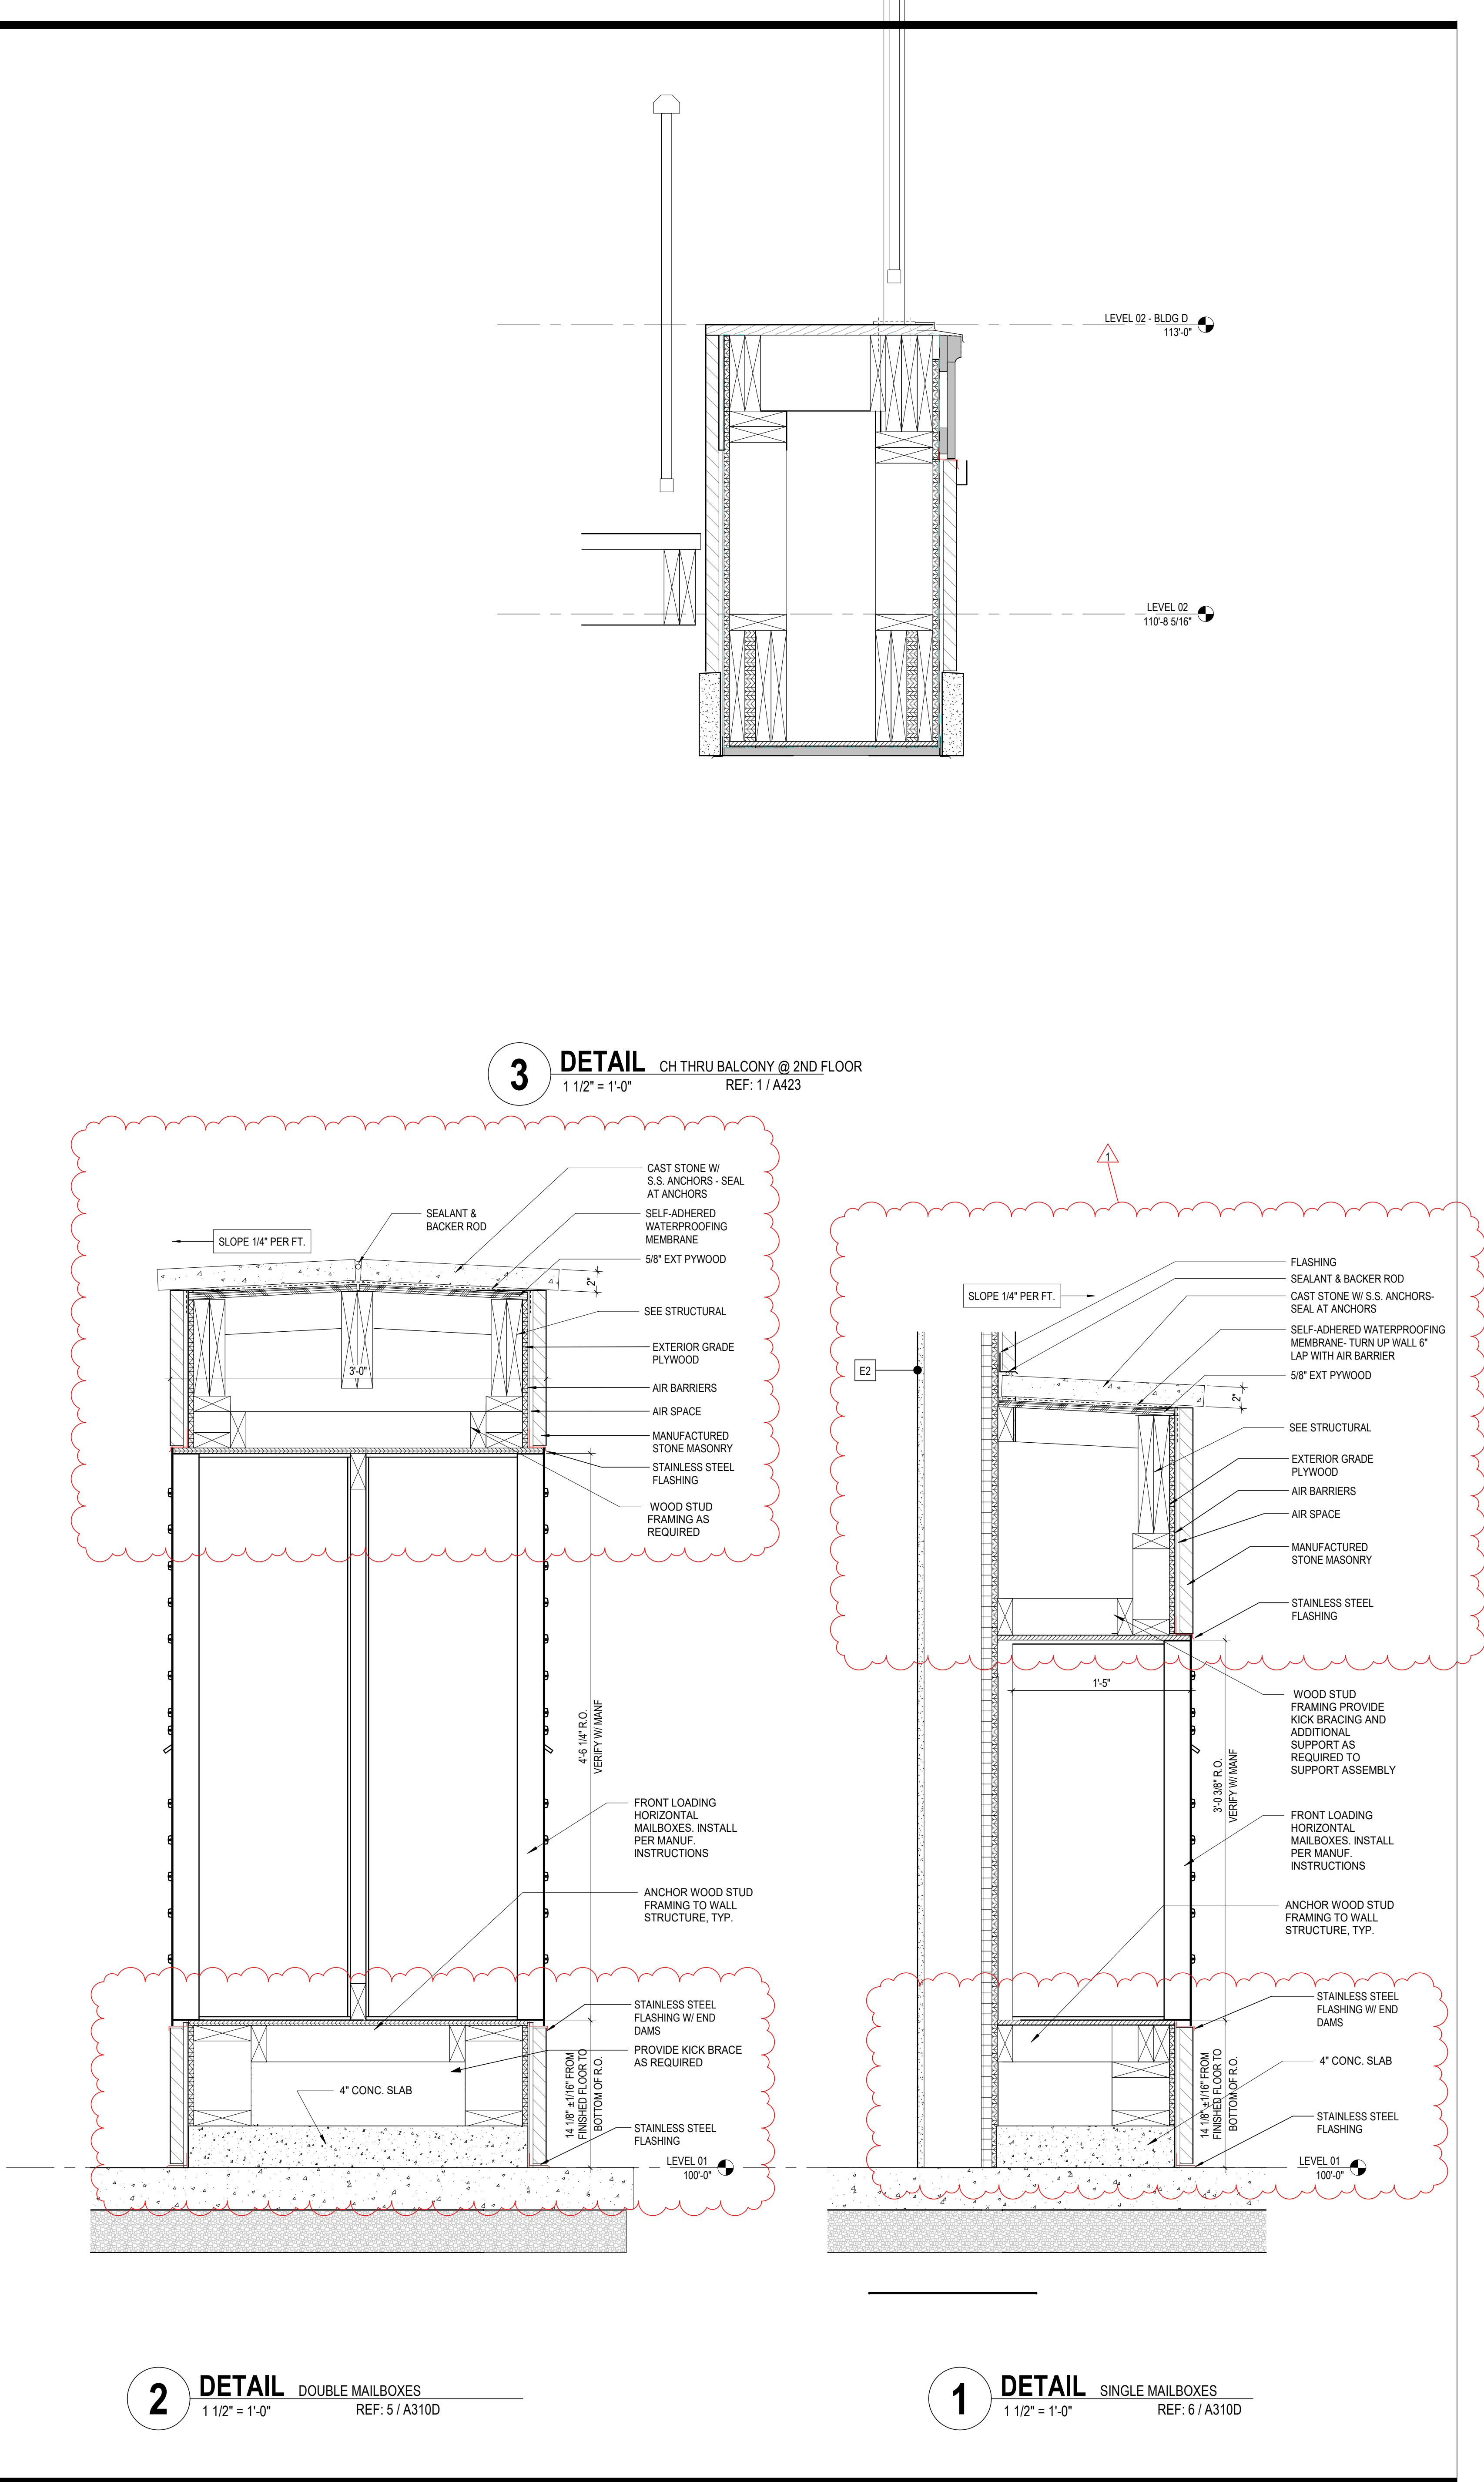 LEVEL 02 - BLDG D
113'-0"
LEVEL 02
110'-8 5/16"
3
DETAIL
CH THRU BALCONY @ 2ND FLOOR
1 1/2" = 1'-0"
REF: 1 / A423
CAST STONE W/
S.S. ANCHORS - SEAL
AT ANCHORS
SEALANT &
BACKER ROD
SELF-ADHERED
WATERPROOFING
MEMBRANE
SLOPE 1/4" PER FT.
5/8" EXT PYWOOD
2"
SEE STRUCTURAL
EXTERIOR GRADE
PLYWOOD
3'-0"
AIR BARRIERS
AIR SPACE
MANUFACTURED
STONE MASONRY
STAINLESS STEEL
FLASHING
WOOD STUD
FRAMING AS
REQUIRED
4'-6 1/4" R.O.
VERIFY W/ MANF
FRONT LOADING
HORIZONTAL
MAILBOXES. INSTALL
PER MANUF.
INSTRUCTIONS
ANCHOR WOOD STUD
FRAMING TO WALL
STRUCTURE, TYP.
STAINLESS STEEL
FLASHING W/ END
DAMS
PROVIDE KICK BRACE
AS REQUIRED
4" CONC. SLAB
14 1/8" ±1/16" FROM
FINISHED FLOOR TO
BOTTOM OF R.O.
STAINLESS STEEL
FLASHING
LEVEL 01
100'-0"
2
DETAIL
DOUBLE MAILBOXES
1 1/2" = 1'-0"
REF: 5 / A310D
1
FLASHING
SEALANT & BACKER ROD
SLOPE 1/4" PER FT.
CAST STONE W/ S.S. ANCHORS-
SEAL AT ANCHORS
SELF-ADHERED WATERPROOFING
MEMBRANE- TURN UP WALL 6"
LAP WITH AIR BARRIER
E2
5/8" EXT PYWOOD
2"
SEE STRUCTURAL
EXTERIOR GRADE
PLYWOOD
AIR BARRIERS
AIR SPACE
MANUFACTURED
STONE MASONRY
STAINLESS STEEL
FLASHING
1'-5"
WOOD STUD
FRAMING PROVIDE
KICK BRACING AND
ADDITIONAL
SUPPORT AS
REQUIRED TO
SUPPORT ASSEMBLY
3'-0 3/8" R.O.
VERIFY W/ MANF
FRONT LOADING
HORIZONTAL
MAILBOXES. INSTALL
PER MANUF.
INSTRUCTIONS
ANCHOR WOOD STUD
FRAMING TO WALL
STRUCTURE, TYP.
STAINLESS STEEL
FLASHING W/ END
DAMS
4" CONC. SLAB
14 1/8" ±1/16" FROM
FINISHED FLOOR TO
BOTTOM OF R.O.
STAINLESS STEEL
FLASHING
LEVEL 01
100'-0"
1
DETAIL
SINGLE MAILBOXES
1 1/2" = 1'-0"
REF: 6 / A310D